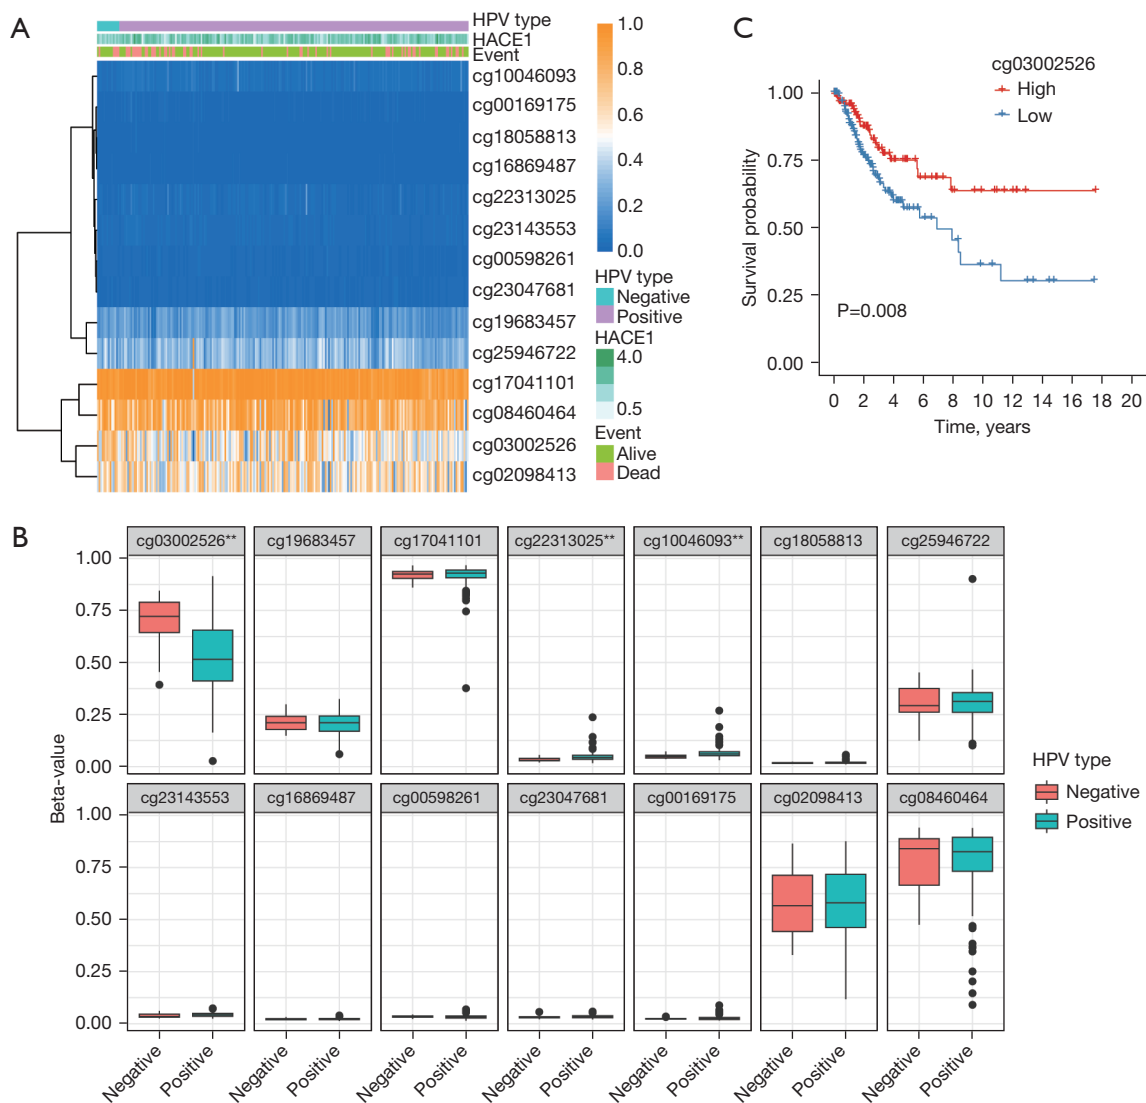 A
HPV type
HACE1
Event
cg10046093
cg00169175
cg18058813
cg16869487
cg22313025
cg23143553
cg00598261
cg23047681
cg19683457
cg25946722
cg17041101
cg08460464
cg03002526
cg02098413
1.0
0.8
0.6
0.4
0.2
0.0
HPV type
Negative
Positive
HACE1
4.0
0.5
Event
Alive
Dead
C
cg03002526
High
Low
Survival probability
1.00
0.75
0.50
0.25
0.00
P=0.008
0 2 4 6 8 10 12 14 16 18 20
Time, years
B
Beta-value
cg03002526** cg19683457 cg17041101 cg22313025** cg10046093** cg18058813 cg25946722
1.00
0.75
0.50
0.25
0.00
cg23143553 cg16869487 cg00598261 cg23047681 cg00169175 cg02098413 cg08460464
1.00
0.75
0.50
0.25
0.00
Negative Positive Negative Positive Negative Positive Negative Positive Negative Positive Negative Positive Negative Positive
HPV type
Negative
Positive